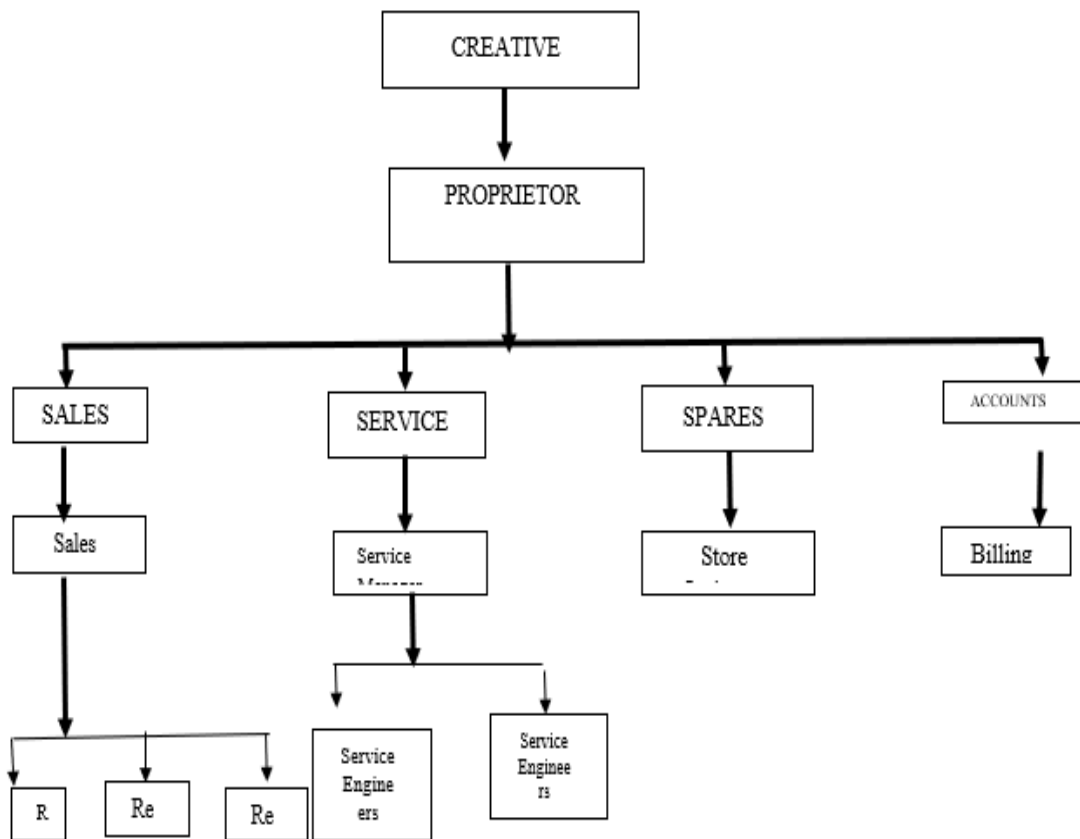 CREATIVE
PROPRIETOR
SALES
SERVICE
SPARES
ACCOUNTS
Sales
Service
Store
Billing
Service
Engine
ers
Service
Enginee
rs
R
Re
Re